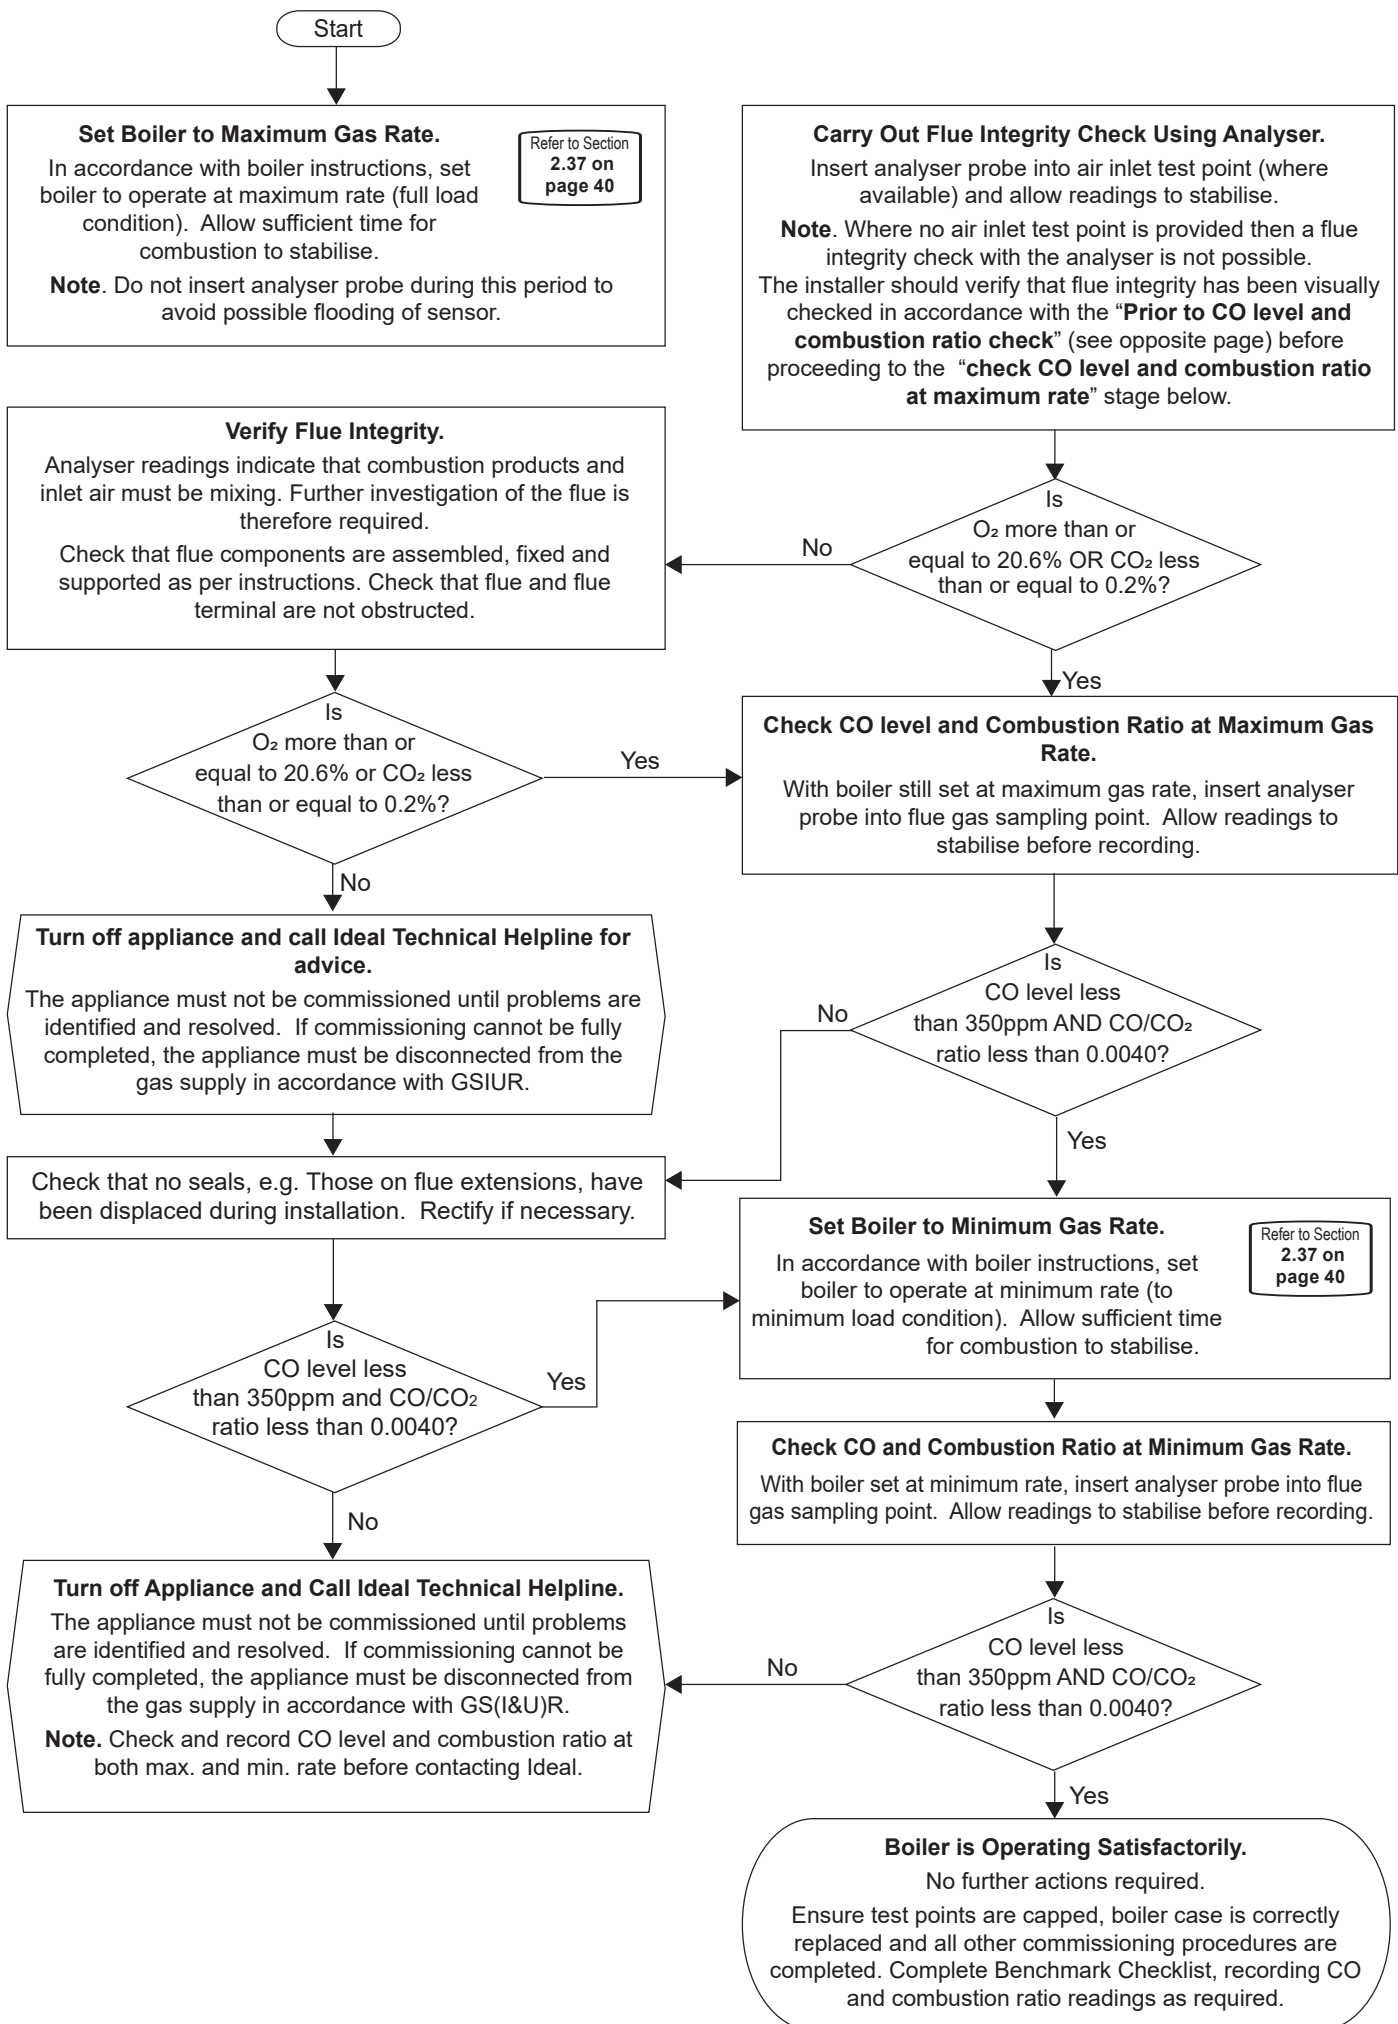 Start
Set Boiler to Maximum Gas Rate.
In accordance with boiler instructions, set
boiler to operate at maximum rate (full load
condition). Allow sufficient time for
combustion to stabilise.
Note. Do not insert analyser probe during this period to
avoid possible flooding of sensor.
Refer to Section
2.37 on
page 40
Carry Out Flue Integrity Check Using Analyser.
Insert analyser probe into air inlet test point (where
available) and allow readings to stabilise.
Note. Where no air inlet test point is provided then a flue
integrity check with the analyser is not possible.
The installer should verify that flue integrity has been visually
checked in accordance with the “Prior to CO level and
combustion ratio check” (see opposite page) before
proceeding to the “check CO level and combustion ratio
at maximum rate” stage below.
Is
O₂ more than or
equal to 20.6% OR CO₂ less
than or equal to 0.2%?
No
Yes
Verify Flue Integrity.
Analyser readings indicate that combustion products and
inlet air must be mixing. Further investigation of the flue is
therefore required.
Check that flue components are assembled, fixed and
supported as per instructions. Check that flue and flue
terminal are not obstructed.
Is
O₂ more than or
equal to 20.6% or CO₂ less
than or equal to 0.2%?
Yes
No
Check CO level and Combustion Ratio at Maximum Gas
Rate.
With boiler still set at maximum gas rate, insert analyser
probe into flue gas sampling point. Allow readings to
stabilise before recording.
Turn off appliance and call Ideal Technical Helpline for
advice.
The appliance must not be commissioned until problems are
identified and resolved. If commissioning cannot be fully
completed, the appliance must be disconnected from the
gas supply in accordance with GSIUR.
Is
CO level less
than 350ppm AND CO/CO₂
ratio less than 0.0040?
No
Yes
Check that no seals, e.g. Those on flue extensions, have
been displaced during installation. Rectify if necessary.
Set Boiler to Minimum Gas Rate.
In accordance with boiler instructions, set
boiler to operate at minimum rate (to
minimum load condition). Allow sufficient time
for combustion to stabilise.
Refer to Section
2.37 on
page 40
Is
CO level less
than 350ppm and CO/CO₂
ratio less than 0.0040?
Yes
No
Check CO and Combustion Ratio at Minimum Gas Rate.
With boiler set at minimum rate, insert analyser probe into flue
gas sampling point. Allow readings to stabilise before recording.
Turn off Appliance and Call Ideal Technical Helpline.
The appliance must not be commissioned until problems
are identified and resolved. If commissioning cannot be
fully completed, the appliance must be disconnected from
the gas supply in accordance with GS(I&U)R.
Note. Check and record CO level and combustion ratio at
both max. and min. rate before contacting Ideal.
Is
CO level less
than 350ppm AND CO/CO₂
ratio less than 0.0040?
No
Yes
Boiler is Operating Satisfactorily.
No further actions required.
Ensure test points are capped, boiler case is correctly
replaced and all other commissioning procedures are
completed. Complete Benchmark Checklist, recording CO
and combustion ratio readings as required.